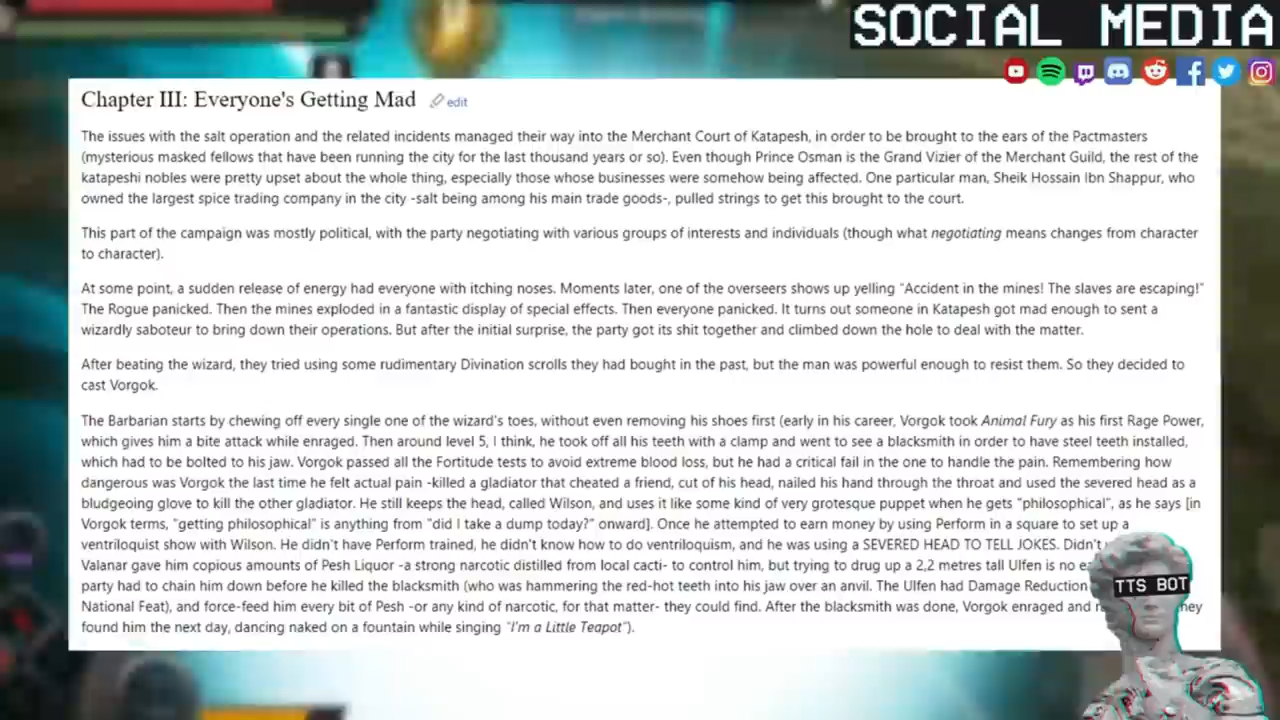 SOCIAL MEDIA
Chapter III: Everyone's Getting Mad edit
The issues with the salt operation and the related incidents managed their way into the Merchant Court of Katapesh, in order to be brought to the ears of the Pactmasters
(mysterious masked fellows that have been running the city for the last thousand years or so). Even though Prince Osman is the Grand Vizier of the Merchant Guild, the rest of the
katapeshi nobles were pretty upset about the whole thing, especially those whose businesses were somehow being affected. One particular man, Sheik Hossain Ibn Shappur, who
owned the largest spice trading company in the city -salt being among his main trade goods-, pulled strings to get this brought to the court.
This part of the campaign was mostly political, with the party negotiating with various groups of interests and individuals (though what negotiating means changes from character
to character).
At some point, a sudden release of energy had everyone with itching noses. Moments later, one of the overseers shows up yelling "Accident in the mines! The slaves are escaping!"
The Rogue panicked. Then the mines exploded in a fantastic display of special effects. Then everyone panicked. It turns out someone in Katapesh got mad enough to sent a
wizardly saboteur to bring down their operations. But after the initial surprise, the party got its shit together and climbed down the hole to deal with the matter.
After beating the wizard, they tried using some rudimentary Divination scrolls they had bought in the past, but the man was powerful enough to resist them. So they decided to
cast Vorgok.
The Barbarian starts by chewing off every single one of the wizard's toes, without even removing his shoes first (early in his career, Vorgok took Animal Fury as his first Rage Power,
which gives him a bite attack while enraged. Then around level 5, I think, he took off all his teeth with a clamp and went to see a blacksmith in order to have steel teeth installed,
which had to be bolted to his jaw. Vorgok passed all the Fortitude tests to avoid extreme blood loss, but he had a critical fail in the one to handle the pain. Remembering how
dangerous was Vorgok the last time he felt actual pain -killed a gladiator that cheated a friend, cut of his head, nailed his hand through the throat and used the severed head as a
bludgeoing glove to kill the other gladiator. He still keeps the head, called Wilson, and uses it like some kind of very grotesque puppet when he gets "philosophical", as he says [in
Vorgok terms, "getting philosophical" is anything from "did I take a dump today?" onward]. Once he attempted to earn money by using Perform in a square to set up a
ventriloquist show with Wilson. He didn't have Perform trained, he didn't know how to do ventriloquism, and he was using a SEVERED HEAD TO TELL JOKES. Didn't
Valanar gave him copious amounts of Pesh Liquor -a strong narcotic distilled from local cacti- to control him, but trying to drug up a 2,2 metres tall Ulfen is no
party had to chain him down before he killed the blacksmith (who was hammering the red-hot teeth into his jaw over an anvil. The Ulfen had Damage Reduction
National Feat), and force-feed him every bit of Pesh -or any kind of narcotic, for that matter- they could find. After the blacksmith was done, Vorgok enraged and
found him the next day, dancing naked on a fountain while singing "I'm a Little Teapot").
TTS BOT